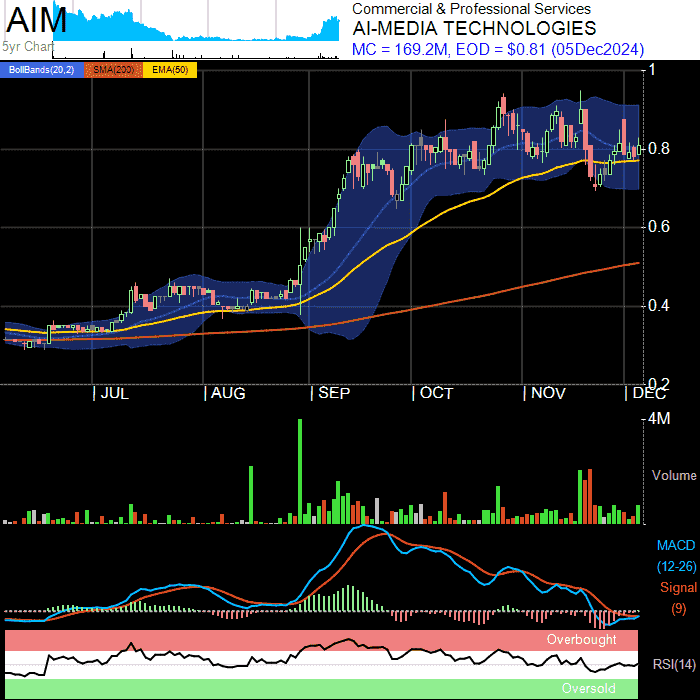 AIM
5yr Chart
Commercial & Professional Services
AI-MEDIA TECHNOLOGIES
MC = 169.2M, EOD = $0.81 (05Dec2024)
BollBands(20,2) SMA(200) EMA(50)
1
0.8
0.6
0.4
0.2
| JUL | AUG | SEP | OCT | NOV | DEC
4M
Volume
MACD
(12-26)
Signal
(9)
Overbought
RSI(14)
Oversold